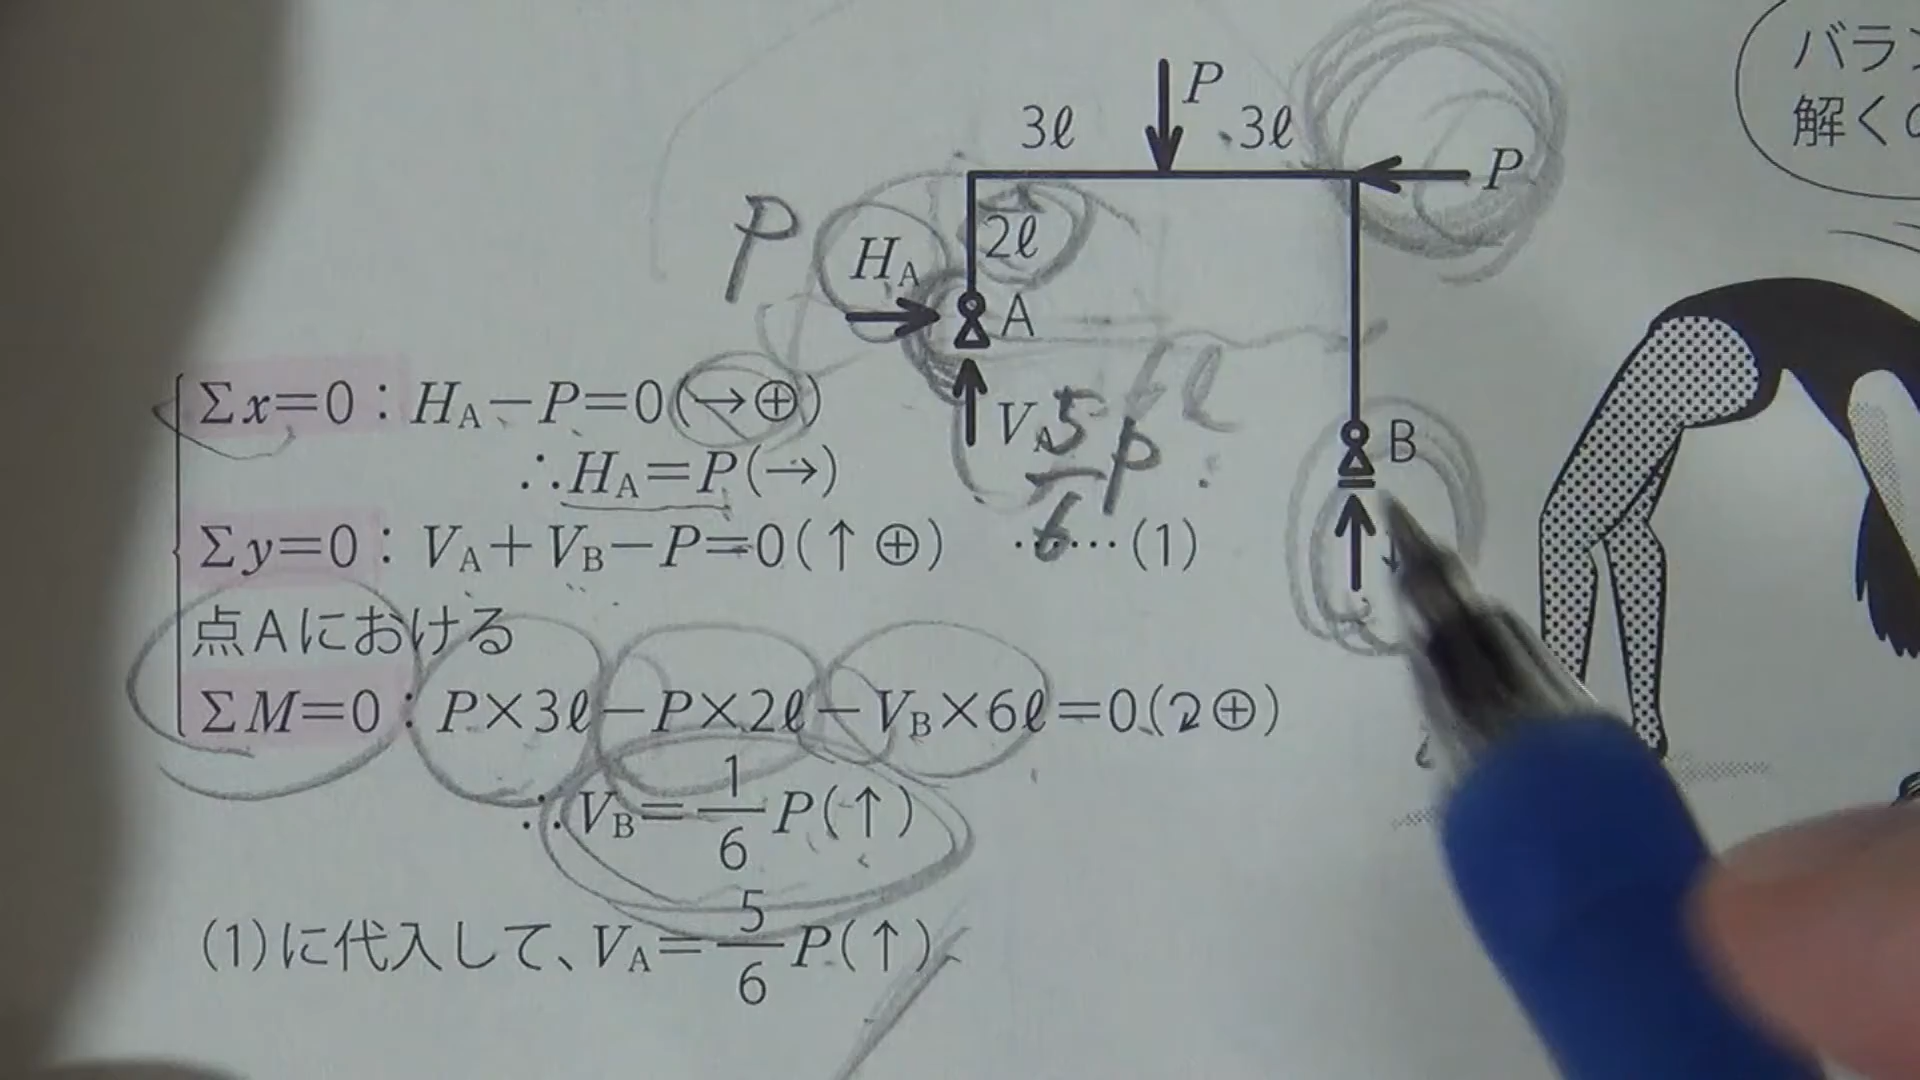 バラン
解くの
P
3ℓ
3ℓ
P
P
H_A
2ℓ
A
Σx=0：H_A−P=0(→⊕)
V_A
5/6 P
6ℓ
B
∴H_A=P(→)
Σy=0：V_A+V_B−P=0(↑⊕) ……(1)
点Aにおける
ΣM=0：P×3ℓ−P×2ℓ−V_B×6ℓ=0(⤵⊕)
∴V_B=1/6 P(↑)
(1)に代入して、V_A=5/6 P(↑)